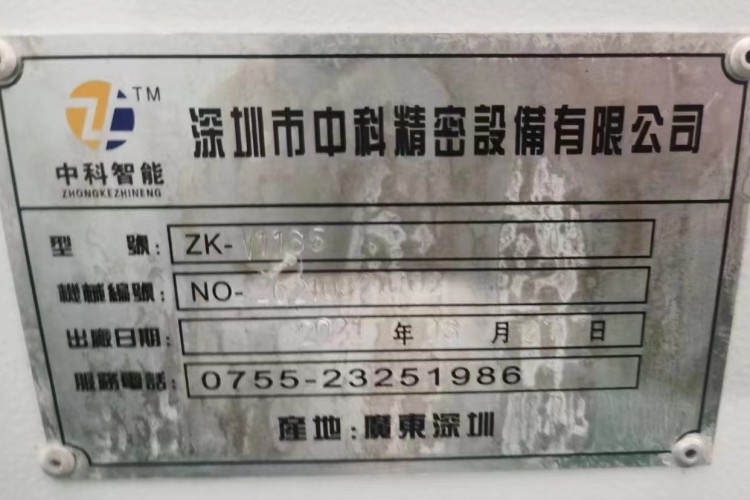 TM
深圳市中科精密設備有限公司
中科智能
ZHONGKEZHINENG
型號: ZK-
機械編號: NO-
出廠日期: 年 月 日
服務電話: 0755-23251986
產地:廣東深圳